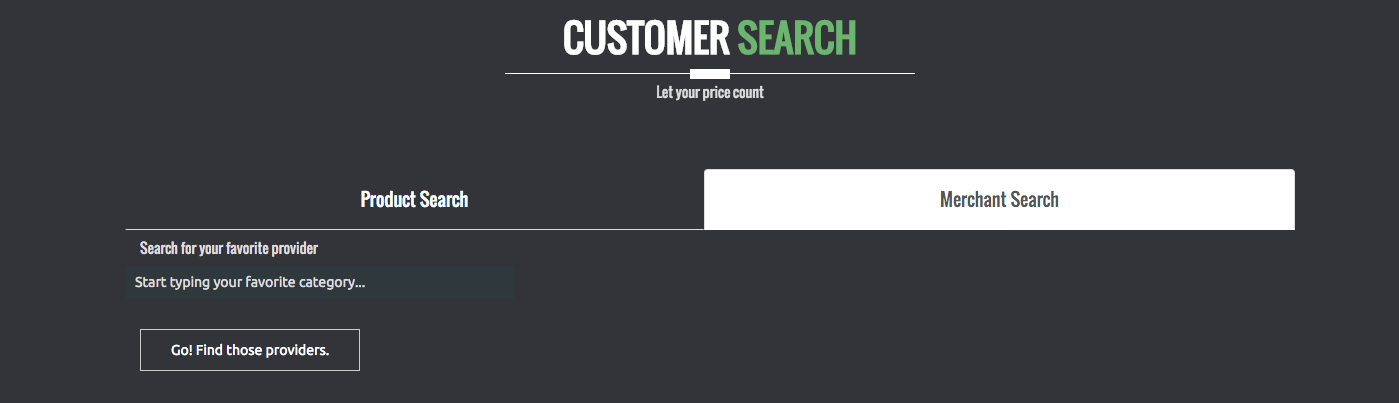 CUSTOMER SEARCH
Let your price count
Product Search
Merchant Search
Search for your favorite provider
Start typing your favorite category...
Go! Find those providers.